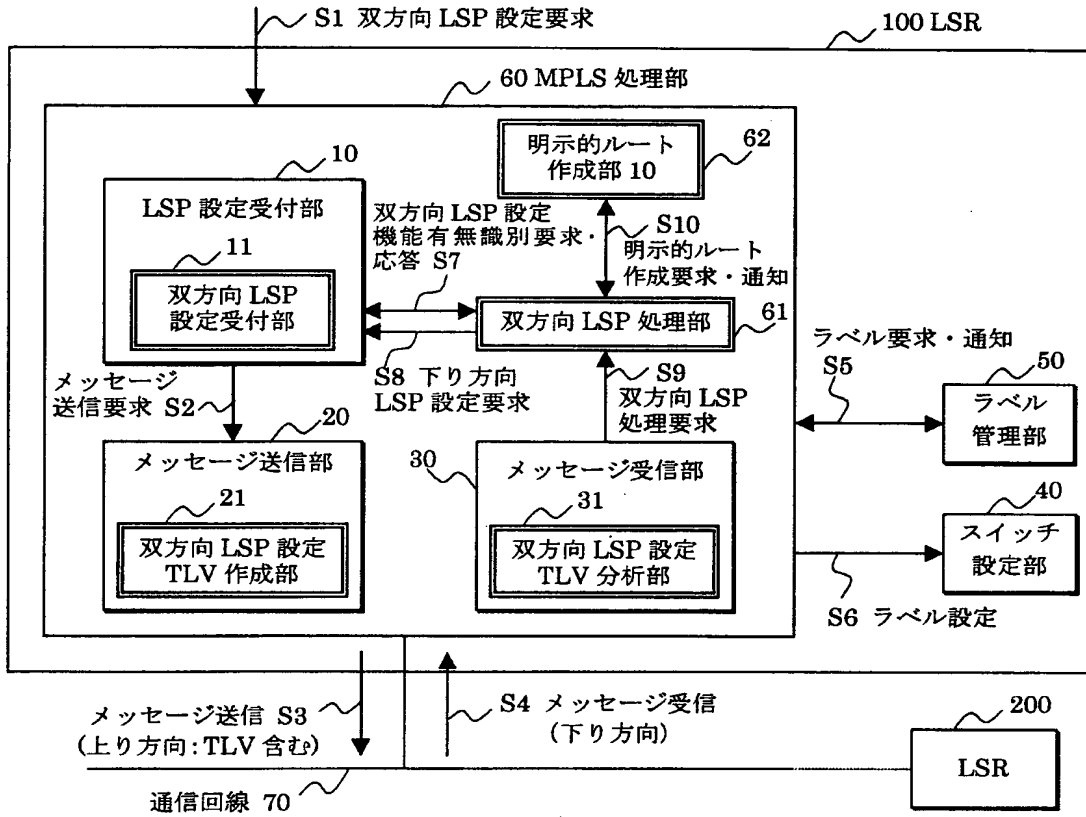 S1 双方向 LSP 設定要求
100 LSR
60 MPLS 処理部
10
LSP 設定受付部
11
双方向 LSP
設定受付部
双方向 LSP 設定
機能有無識別要求・
応答 S7
明示的ルート
作成部 10
62
S10
明示的ルート
作成要求・通知
双方向 LSP 処理部
61
S8 下り方向
LSP 設定要求
S9
双方向 LSP
処理要求
メッセージ
送信要求 S2
20
メッセージ送信部
21
双方向 LSP 設定
TLV 作成部
30
メッセージ受信部
31
双方向 LSP 設定
TLV 分析部
ラベル要求・通知
S5
50
ラベル
管理部
40
スイッチ
設定部
S6 ラベル設定
メッセージ送信 S3
(上り方向:TLV 含む)
S4 メッセージ受信
(下り方向)
200
LSR
通信回線 70